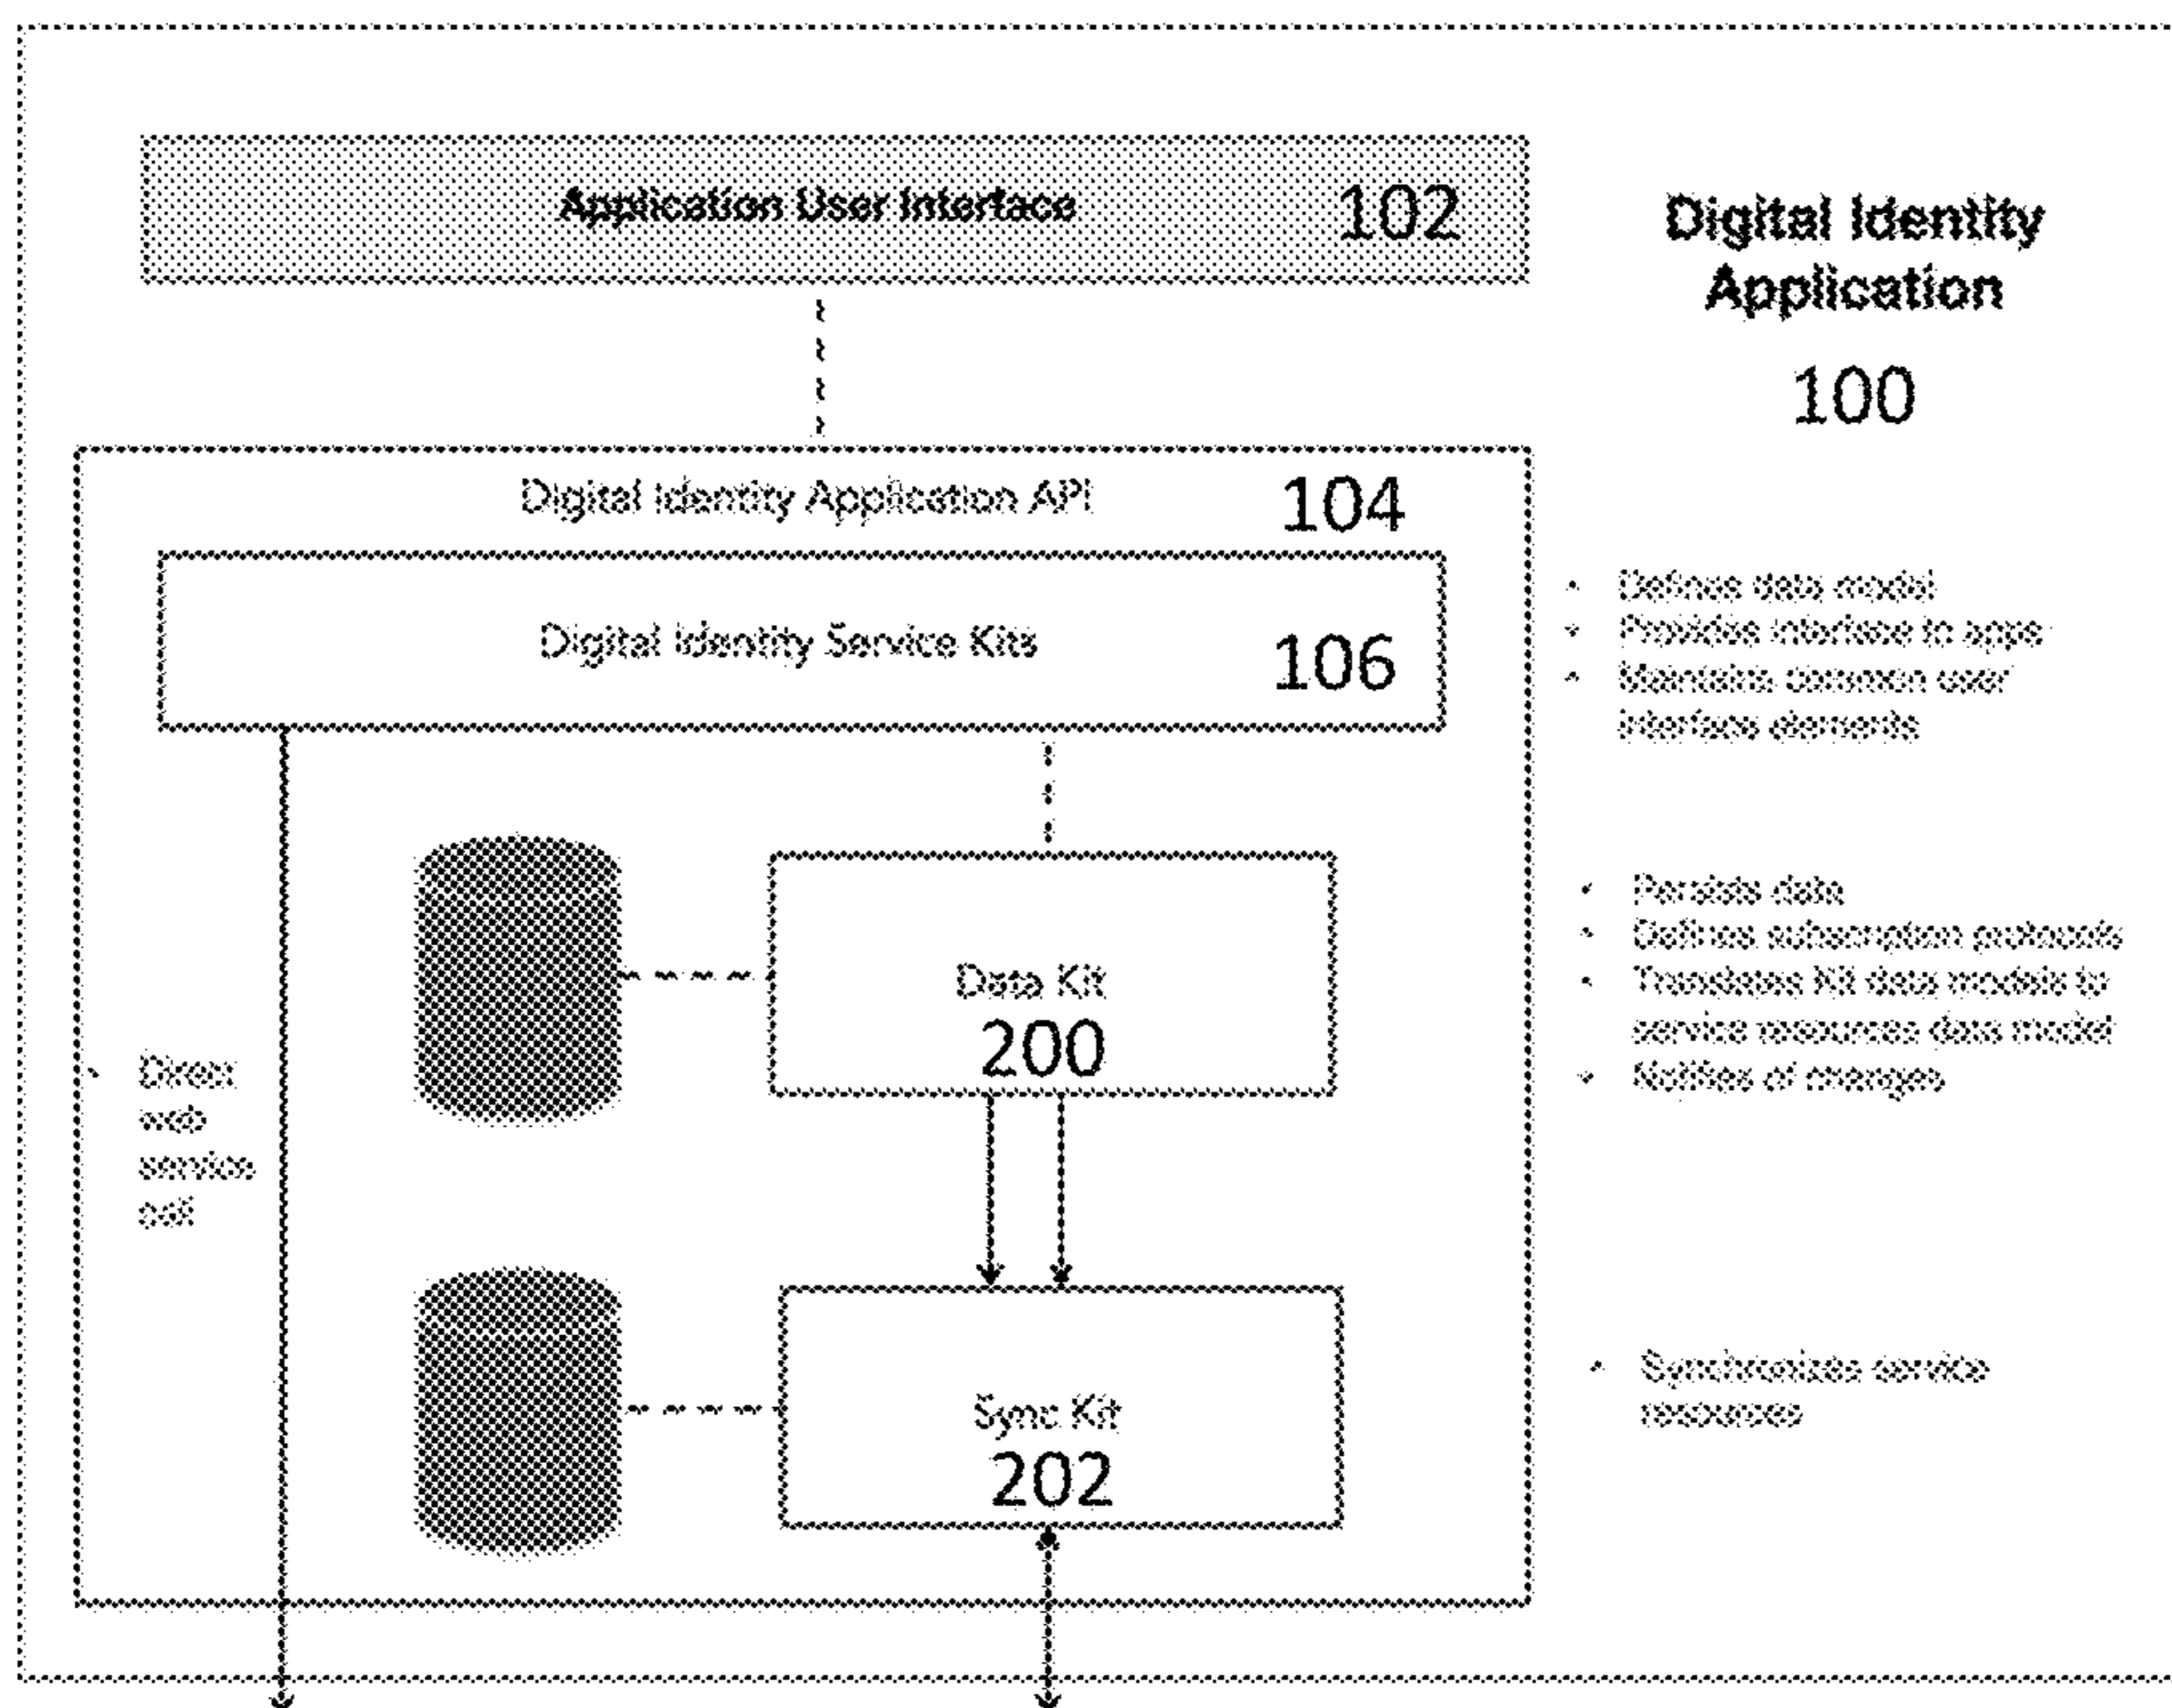 Application User Interface 102
Digital Identity
Application
100
Digital Identity Application API 104
Digital Identity Service Kits 106
• Defines data model
• Provides interface to apps
• Maintains common user
interface elements
Data Kit
200
• Persists data
• Defines subscription protocols
• Translates Kit data models to
service resources data model
• Notifies of changes
• Direct
web
service
call
Sync Kit
202
• Synchronizes service
resources